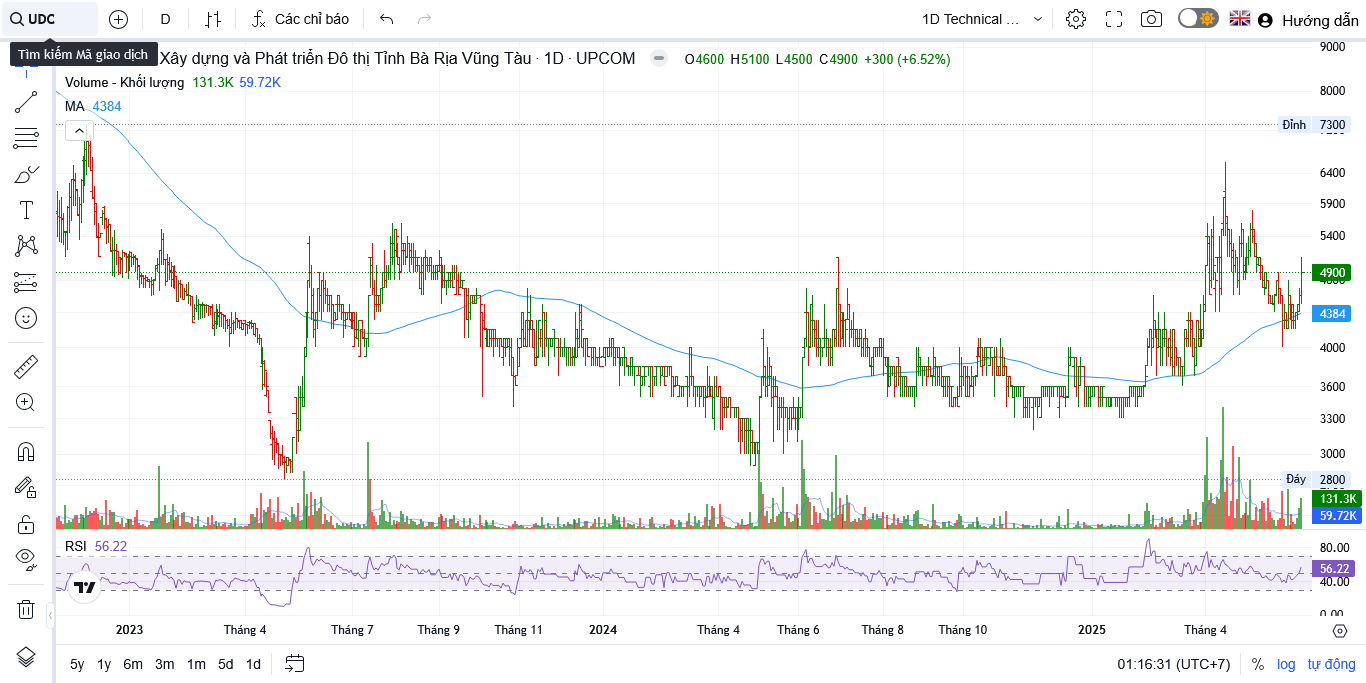 UDC D Các chỉ báo 1D Technical ... Hướng dẫn
Tìm kiếm Mã giao dịch
Xây dựng và Phát triển Đô thị Tỉnh Bà Rịa Vũng Tàu · 1D · UPCOM O4600 H5100 L4500 C4900 +300 (+6.52%)
Volume - Khối lượng 131.3K 59.72K
MA 4384
9000
8000
Đỉnh 7300
6400
5900
5400
4900
4384
4000
3600
3300
3000
Đáy 2800
131.3K
59.72K
RSI 56.22
80.00
56.22
40.00
0.00
2023 Tháng 4 Tháng 7 Tháng 9 Tháng 11 2024 Tháng 4 Tháng 6 Tháng 8 Tháng 10 2025 Tháng 4
5y 1y 6m 3m 1m 5d 1d 01:16:31 (UTC+7) % log tự động